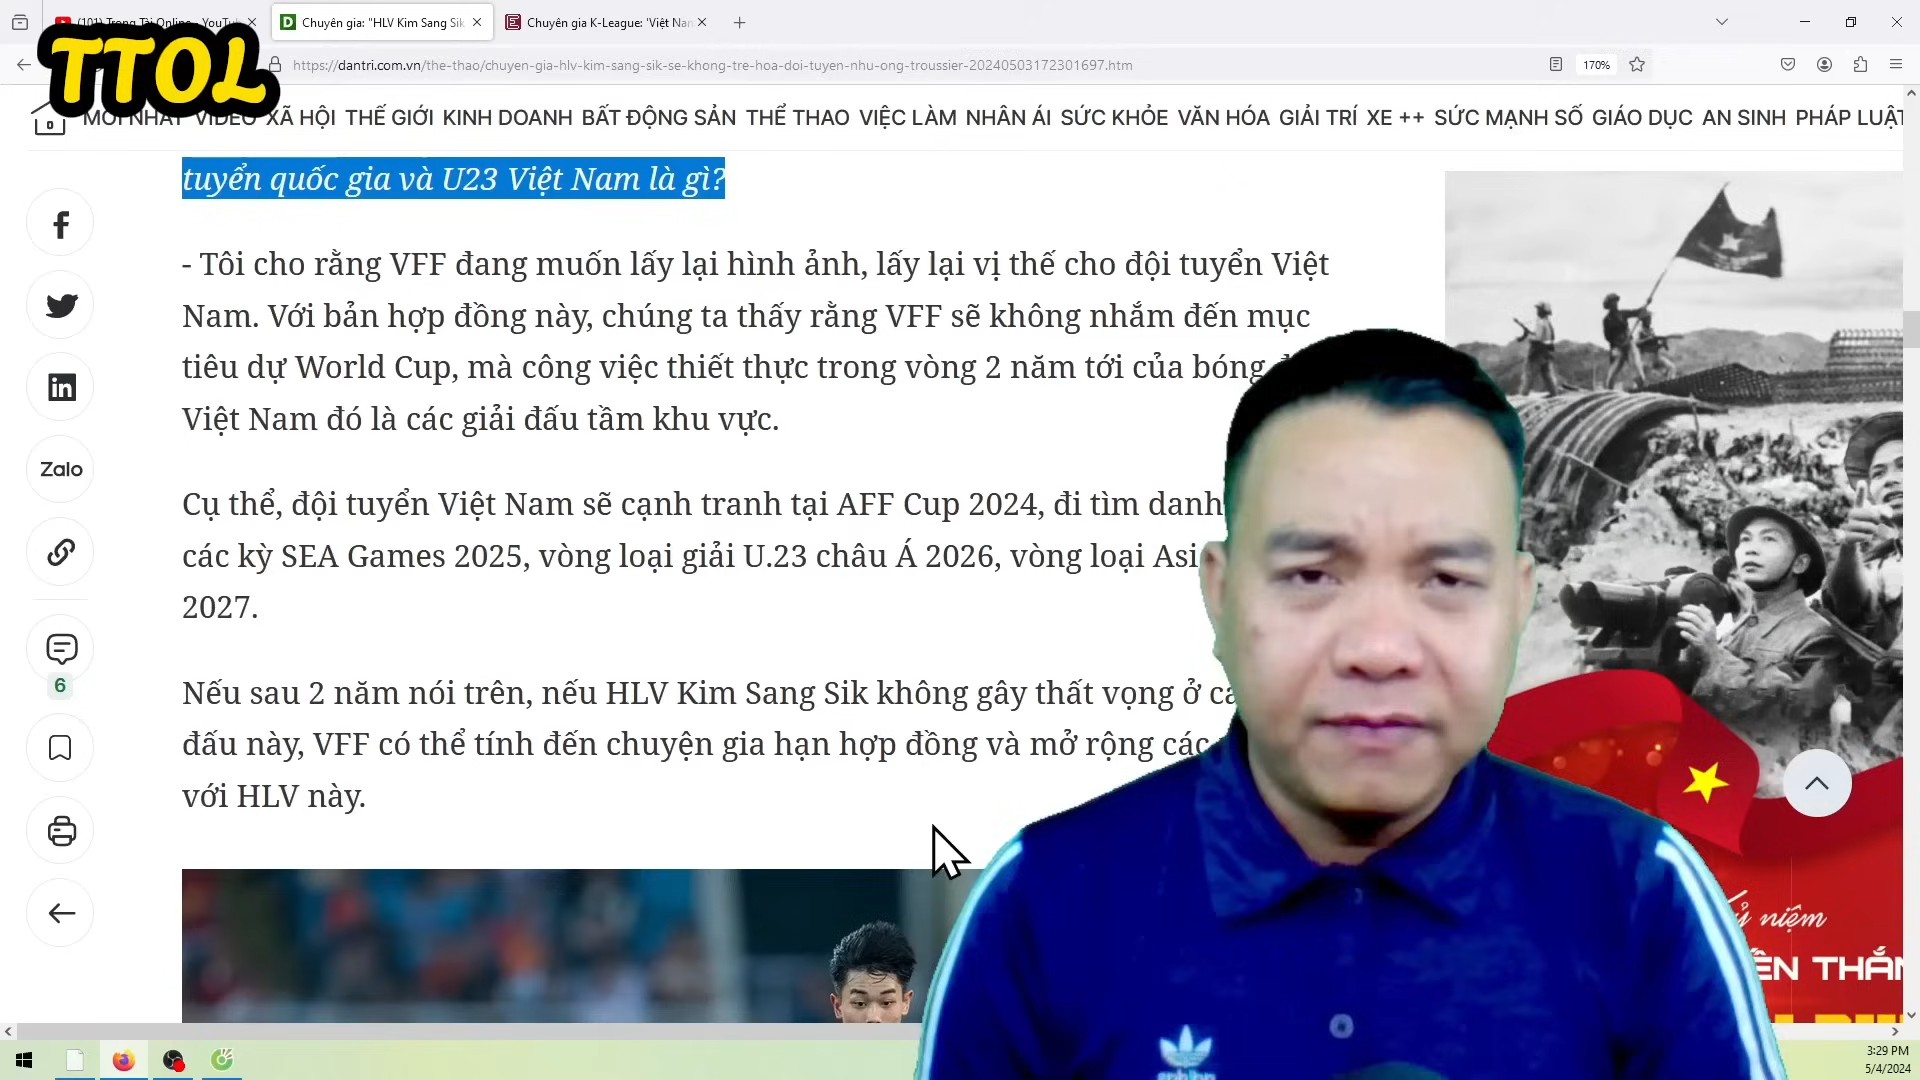 (101) Trọng Tài Online - YouTube
Chuyên gia: "HLV Kim Sang Sik
Chuyên gia K-League: 'Việt Nam
TTOL
https://dantri.com.vn/the-thao/chuyen-gia-hlv-kim-sang-sik-se-khong-tre-hoa-doi-tuyen-nhu-ong-troussier-20240503172301697.htm
170%
MỚI NHẤT VIDEO XÃ HỘI THẾ GIỚI KINH DOANH BẤT ĐỘNG SẢN THỂ THAO VIỆC LÀM NHÂN ÁI SỨC KHỎE VĂN HÓA GIẢI TRÍ XE ++ SỨC MẠNH SỐ GIÁO DỤC AN SINH PHÁP LUẬT
tuyển quốc gia và U23 Việt Nam là gì?
- Tôi cho rằng VFF đang muốn lấy lại hình ảnh, lấy lại vị thế cho đội tuyển Việt
Nam. Với bản hợp đồng này, chúng ta thấy rằng VFF sẽ không nhắm đến mục
tiêu dự World Cup, mà công việc thiết thực trong vòng 2 năm tới của bóng
Việt Nam đó là các giải đấu tầm khu vực.
Cụ thể, đội tuyển Việt Nam sẽ cạnh tranh tại AFF Cup 2024, đi tìm danh
các kỳ SEA Games 2025, vòng loại giải U.23 châu Á 2026, vòng loại Asi
2027.
Nếu sau 2 năm nói trên, nếu HLV Kim Sang Sik không gây thất vọng ở
đấu này, VFF có thể tính đến chuyện gia hạn hợp đồng và mở rộng các
với HLV này.
Zalo
6
niệm
ÊN THẮN
3:29 PM
5/4/2024